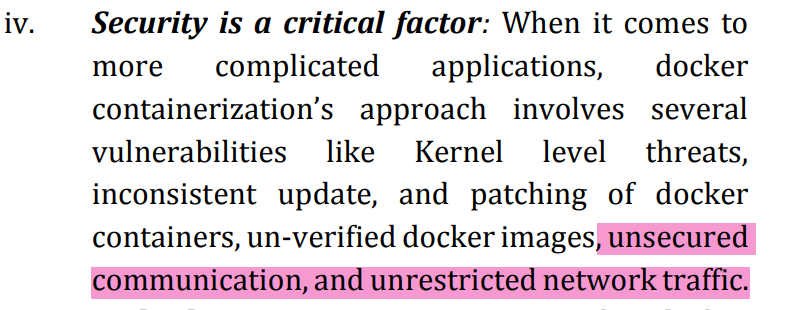 iv. Security is a critical factor: When it comes to
more complicated applications, docker
containerization’s approach involves several
vulnerabilities like Kernel level threats,
inconsistent update, and patching of docker
containers, un-verified docker images, unsecured
communication, and unrestricted network traffic.